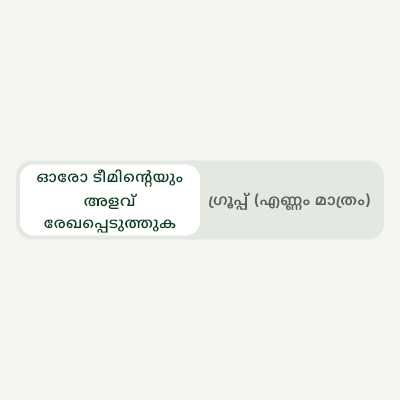 ഓരോ ടീമിന്റെയും
അളവ്
രേഖപ്പെടുത്തുക
ഗ്രൂപ്പ് (എണ്ണം മാത്രം)